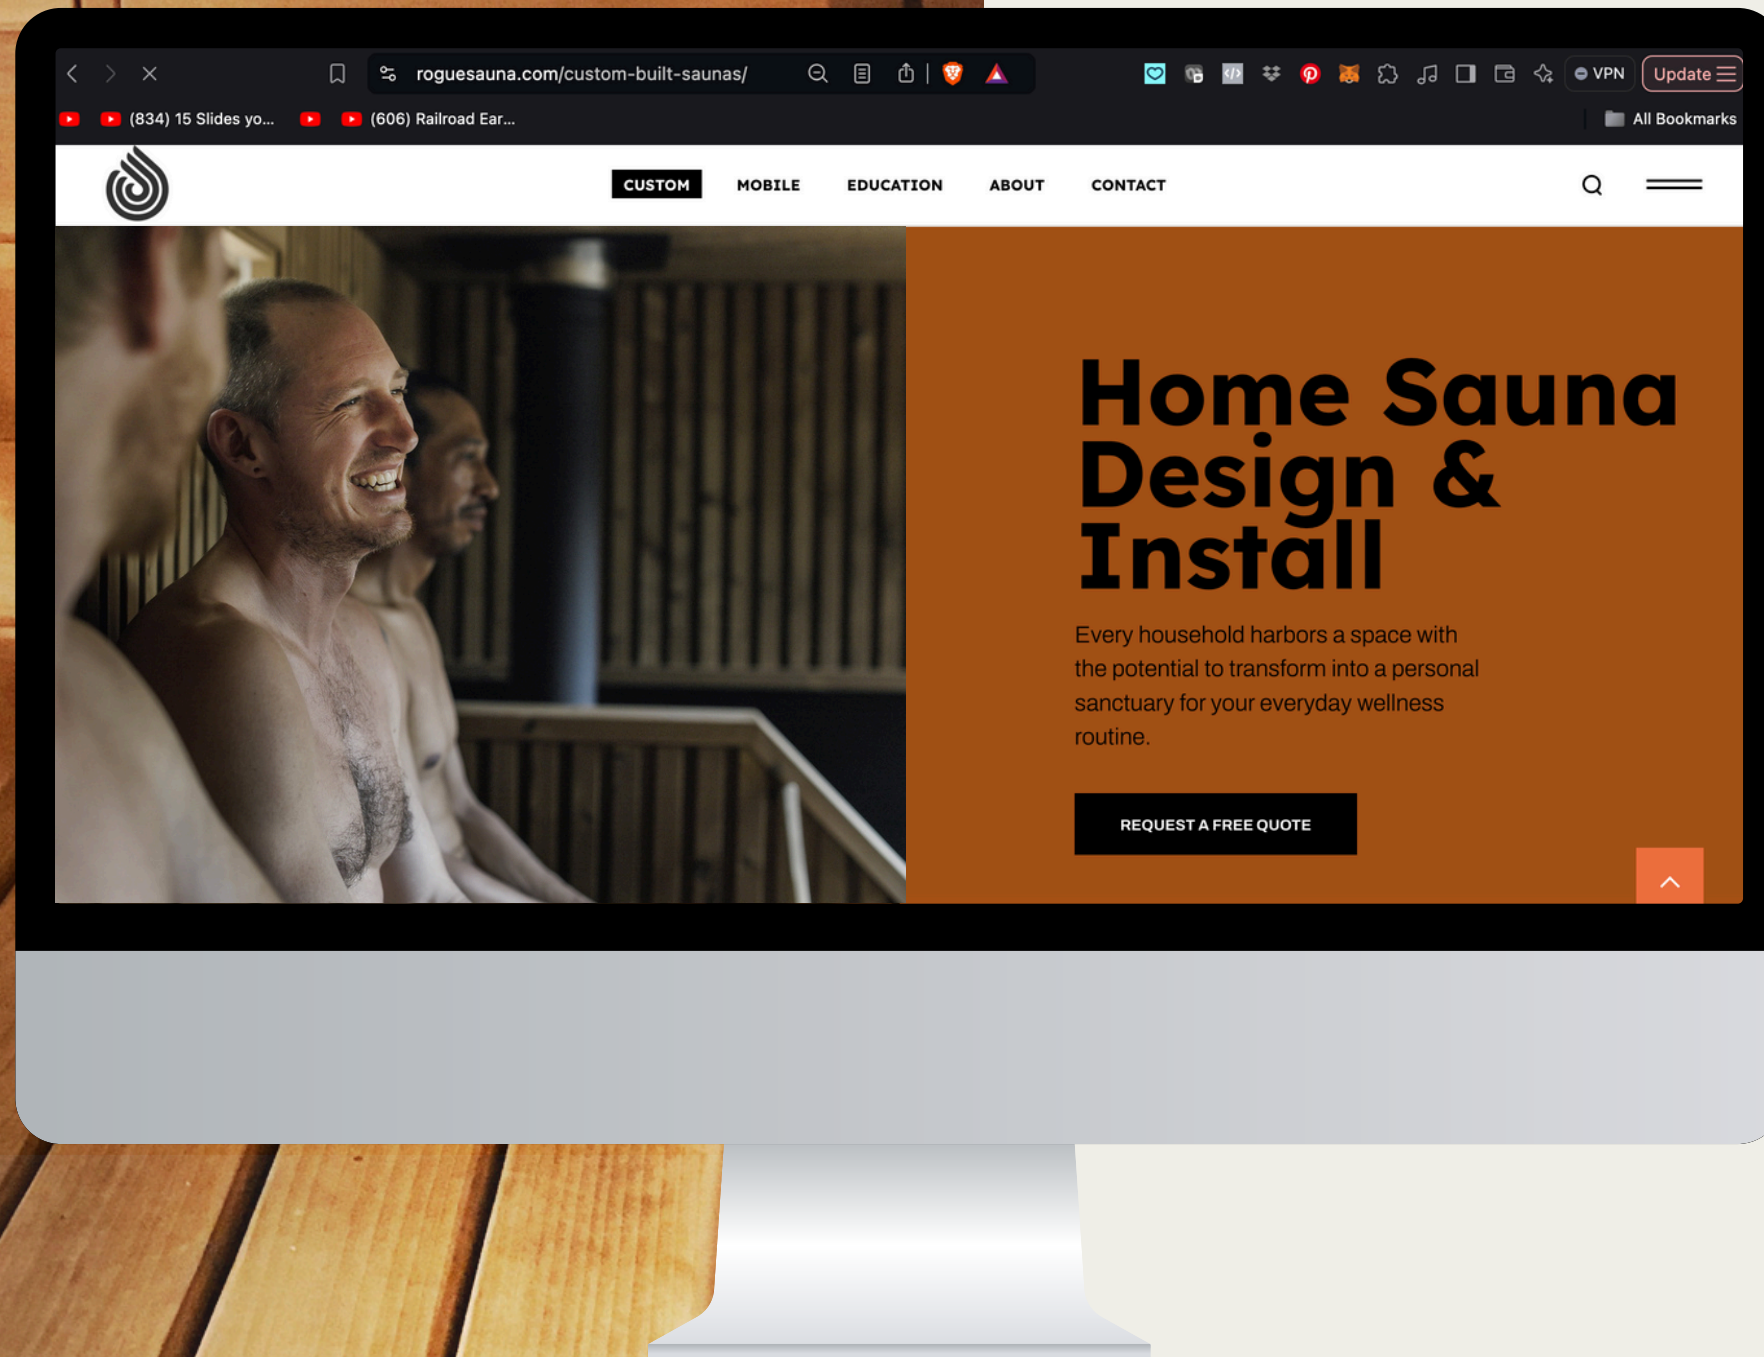 roguesauna.com/custom-built-saunas/
VPN
Update
(834) 15 Slides yo...
(606) Railroad Ear...
All Bookmarks
CUSTOM
MOBILE
EDUCATION
ABOUT
CONTACT
Home Sauna
Design &
Install
Every household harbors a space with
the potential to transform into a personal
sanctuary for your everyday wellness
routine.
REQUEST A FREE QUOTE